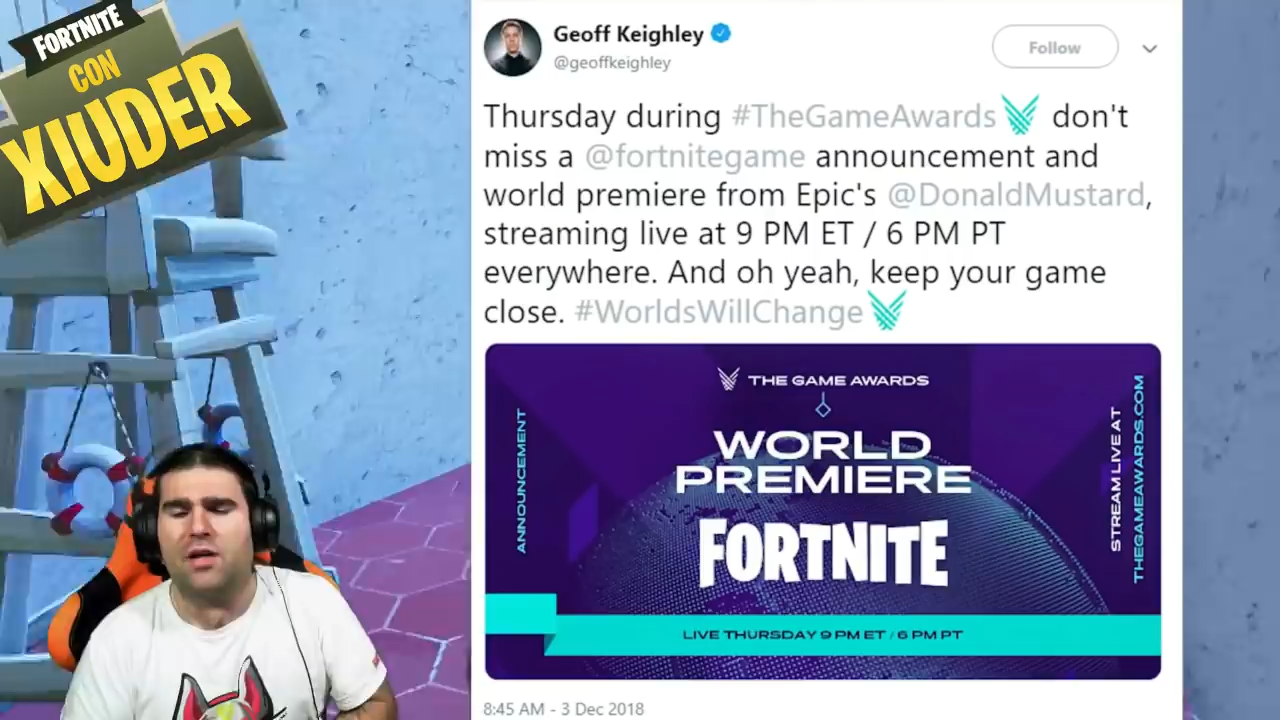 FORTNITE
CON
XIUDER
Geoff Keighley
@geoffkeighley
Follow
Thursday during #TheGameAwards don't
miss a @fortnitegame announcement and
world premiere from Epic's @DonaldMustard,
streaming live at 9 PM ET / 6 PM PT
everywhere. And oh yeah, keep your game
close. #WorldsWillChange
THE GAME AWARDS
WORLD
PREMIERE
FORTNITE
LIVE THURSDAY 9 PM ET / 6 PM PT
ANNOUNCEMENT
STREAM LIVE AT
THEGAMEAWARDS.COM
8:45 AM - 3 Dec 2018